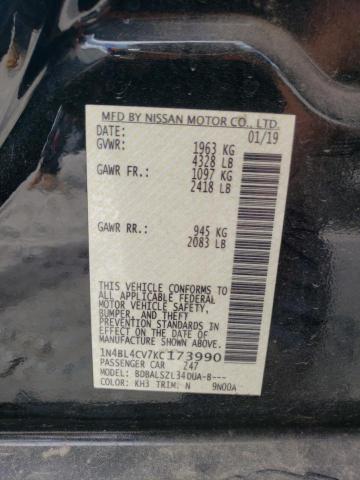 MFD BY NISSAN MOTOR CO., LTD.
DATE: 01/19
GVWR: 1963 KG
4328 LB
GAWR FR.: 1097 KG
2418 LB
GAWR RR.: 945 KG
2083 LB
THIS VEHICLE CONFORMS TO
ALL APPLICABLE U.S. FEDERAL
MOTOR VEHICLE SAFETY,
BUMPER, AND THEFT
PREVENTION STANDARDS
IN EFFECT ON THE DATE OF
MANUFACTURE SHOWN ABOVE.
1N4BL4CV7KC173990
PASSENGER CAR Z47
MODEL: BDBALSZL34DUA-B---
COLOR: KH3 TRIM: N 9N00A